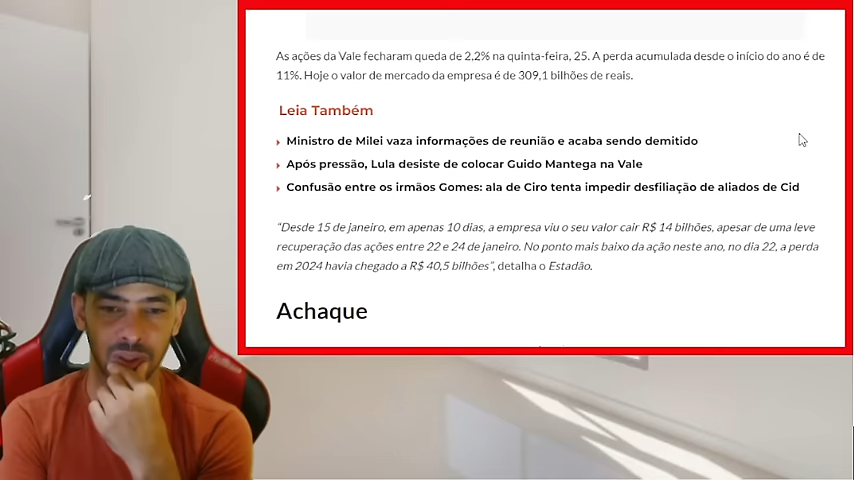 As ações da Vale fecharam queda de 2,2% na quinta-feira, 25. A perda acumulada desde o início do ano é de
11%. Hoje o valor de mercado da empresa é de 309,1 bilhões de reais.
Leia Também
Ministro de Milei vaza informações de reunião e acaba sendo demitido
Após pressão, Lula desiste de colocar Guido Mantega na Vale
Confusão entre os irmãos Gomes: ala de Ciro tenta impedir desfiliação de aliados de Cid
“Desde 15 de janeiro, em apenas 10 dias, a empresa viu o seu valor cair R$ 14 bilhões, apesar de uma leve
recuperação das ações entre 22 e 24 de janeiro. No ponto mais baixo da ação neste ano, no dia 22, a perda
em 2024 havia chegado a R$ 40,5 bilhões”, detalha o Estadão.
Achaque